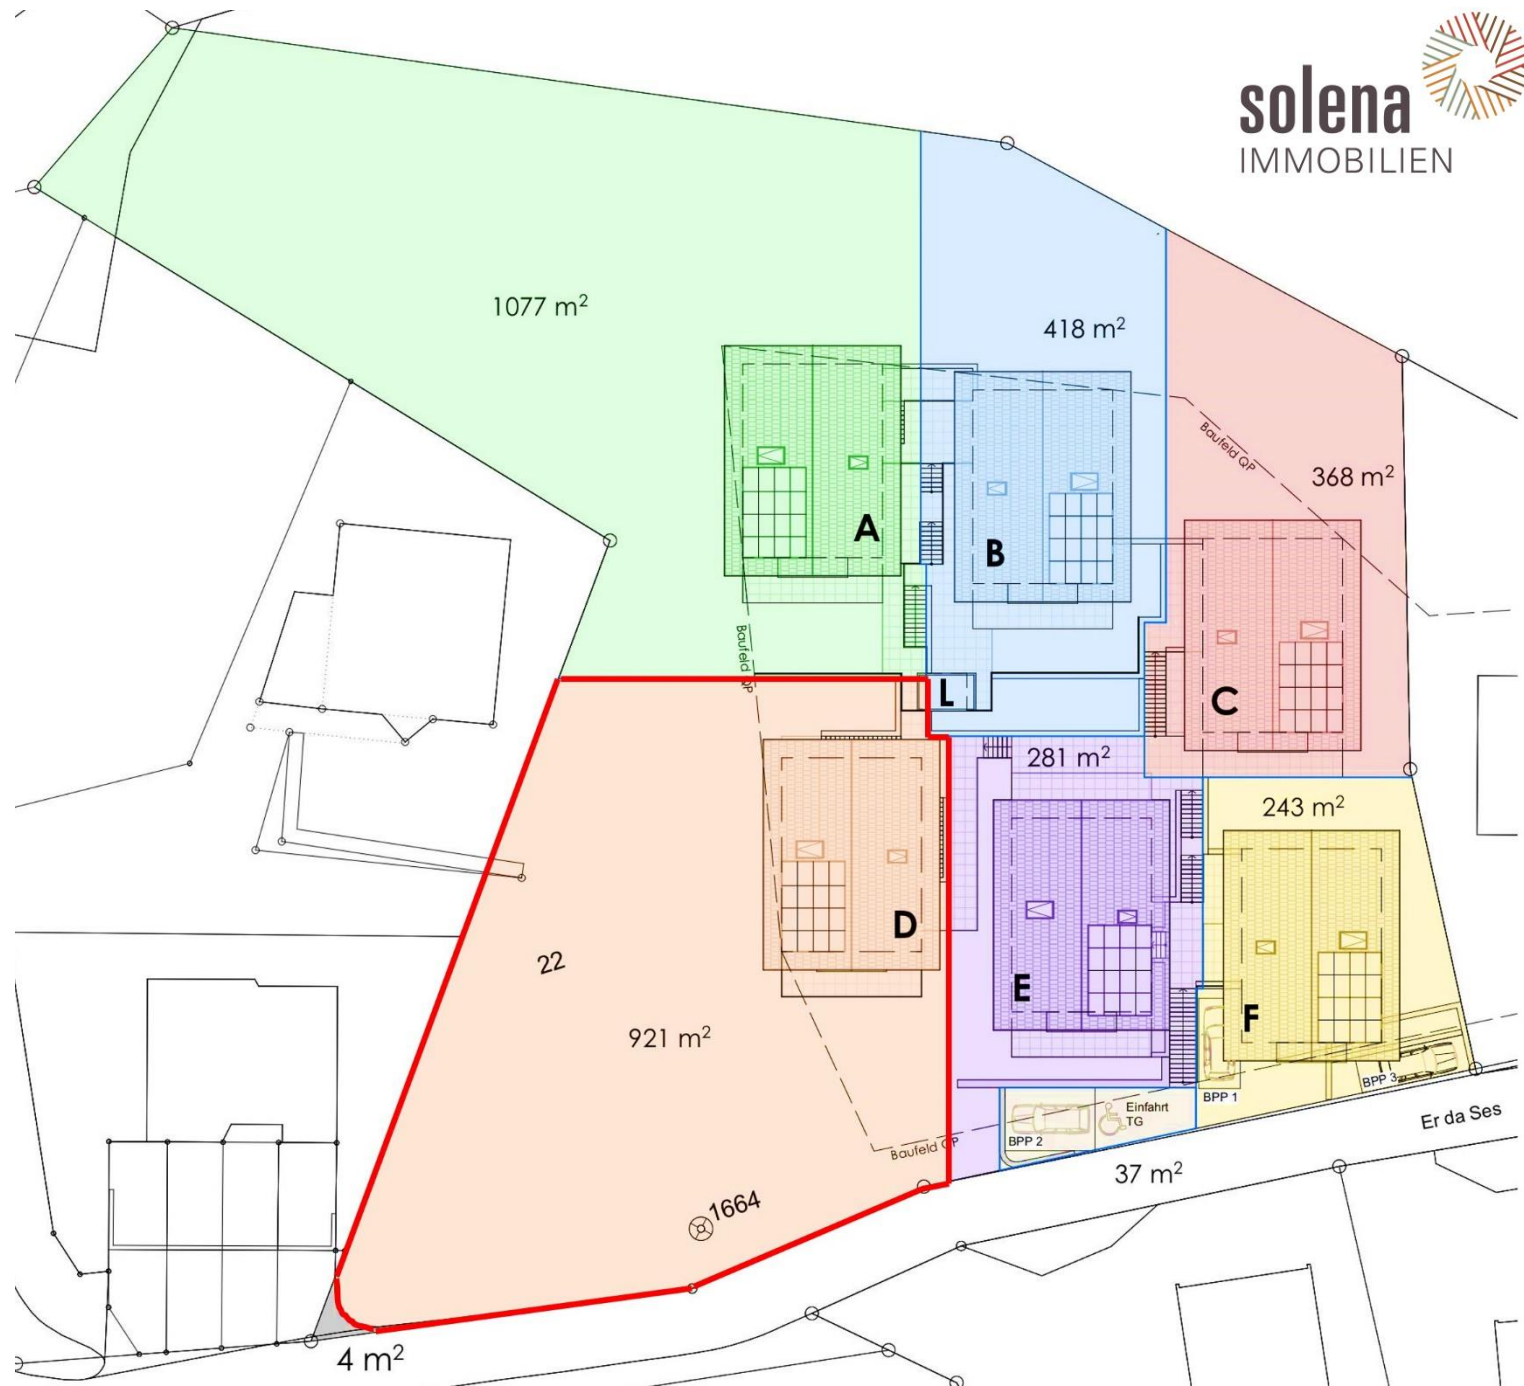 solena
IMMOBILIEN
1077 m²
418 m²
Baufeld QP
368 m²
A
B
Baufeld QP
L
C
281 m²
243 m²
D
22
E
F
921 m²
BPP 3
BPP 1
Einfahrt
TG
BPP 2
Er da Ses
Baufeld QP
37 m²
1664
4 m²